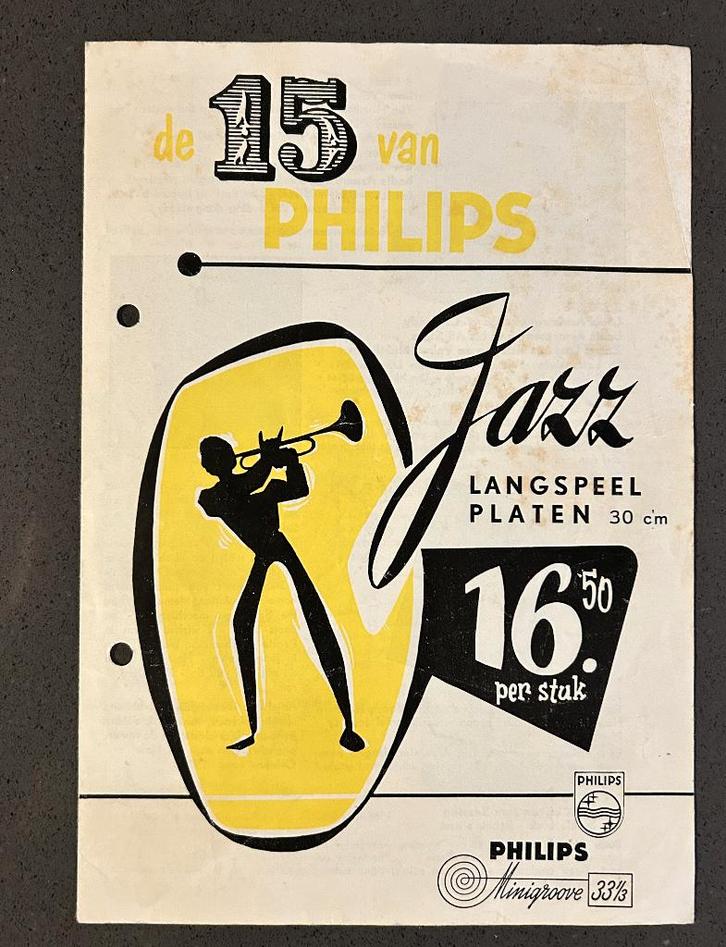 de 15 van
PHILIPS
Jazz
LANGSPEEL
PLATEN 30 cm
16.50
per stuk
PHILIPS
PHILIPS
Minigroove 33⅓